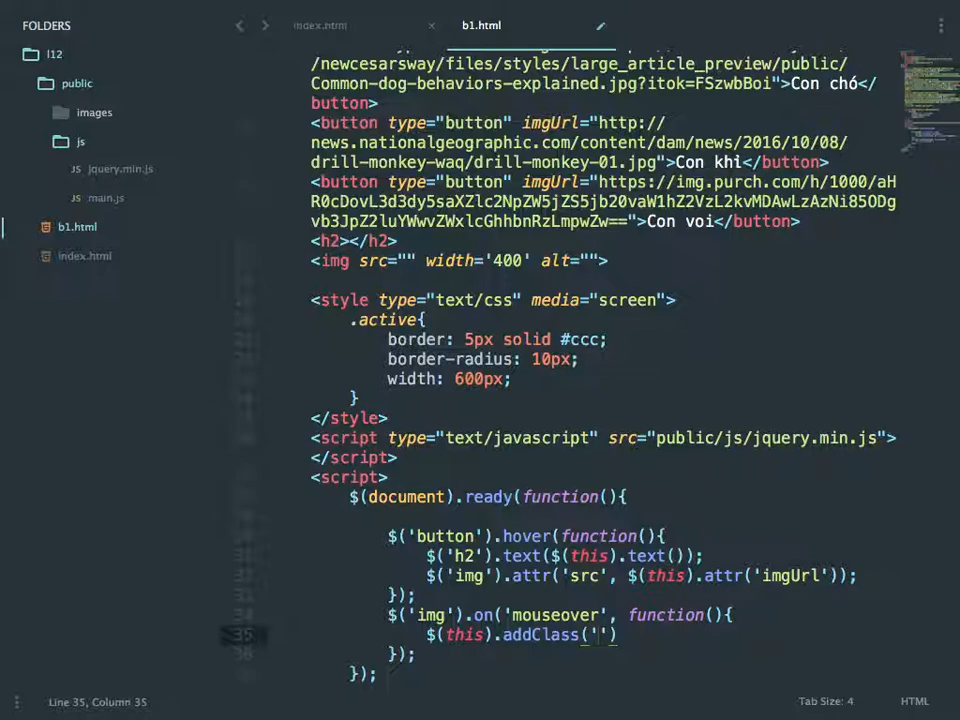 FOLDERS
l12
public
images
js
jquery.min.js
main.js
b1.html
index.html
index.htm
b1.html
/newcesarsway/files/styles/large_article_preview/public/
Common-dog-behaviors-explained.jpg?itok=FSzwbBoi">Con chó</
button>
<button type="button" imgUrl="http://
news.nationalgeographic.com/content/dam/news/2016/10/08/
drill-monkey-waq/drill-monkey-01.jpg">Con khỉ</button>
<button type="button" imgUrl="https://img.purch.com/h/1000/aH
R0cDovL3d3dy5saXZlc2NpZW5jZS5jb20vaW1hZ2VzL2kvMDAwLzAzNi85ODg
vb3JpZ2luYWwvZWxlcGhhbnRzLmpwZw==">Con voi</button>
<h2></h2>
<img src="" width='400' alt="">
<style type="text/css" media="screen">
.active{
border: 5px solid #ccc;
border-radius: 10px;
width: 600px;
}
</style>
<script type="text/javascript" src="public/js/jquery.min.js">
</script>
<script>
$(document).ready(function(){
$('button').hover(function(){
$('h2').text($(this).text());
$('img').attr('src', $(this).attr('imgUrl'));
});
$('img').on('mouseover', function(){
35 $(this).addClass('')
});
});
Line 35, Column 35
Tab Size: 4
HTML